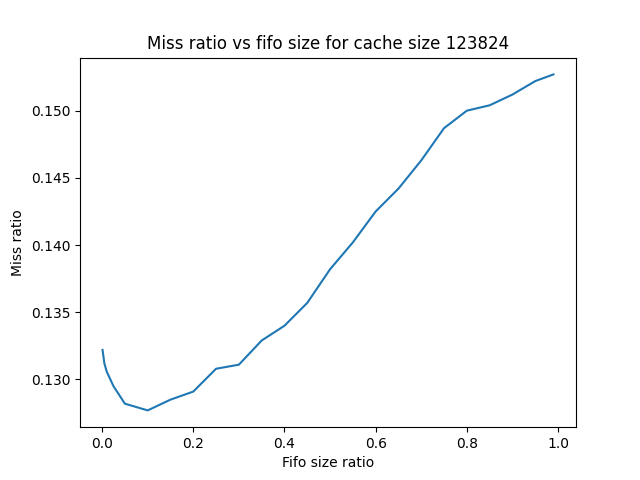 Miss ratio vs fifo size for cache size 123824
0.150
0.145
0.140
0.135
0.130
Miss ratio
0.0 0.2 0.4 0.6 0.8 1.0
Fifo size ratio